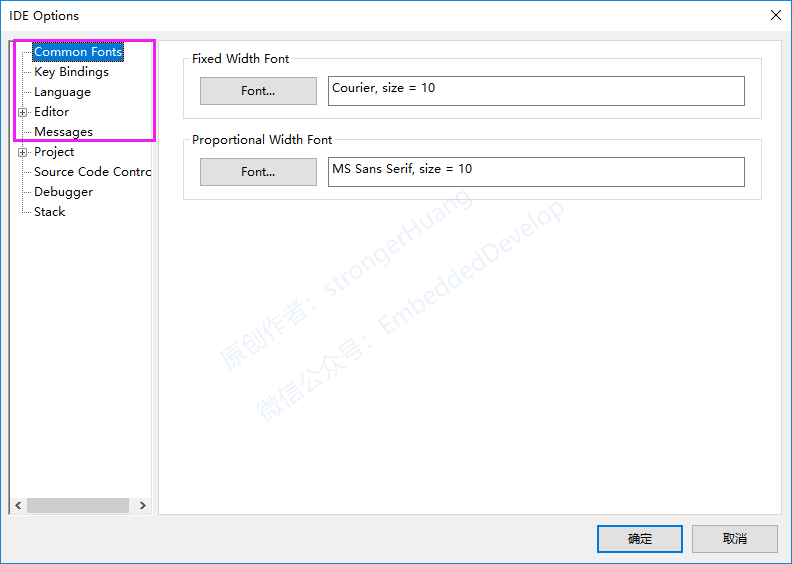 IDE Options
Common Fonts
Key Bindings
Language
Editor
Messages
Project
Source Code Contro
Debugger
Stack
Fixed Width Font
Font...
Courier, size = 10
Proportional Width Font
Font...
MS Sans Serif, size = 10
原创作者：strongerHuang
微信公众号：EmbeddedDevelop
确定
取消